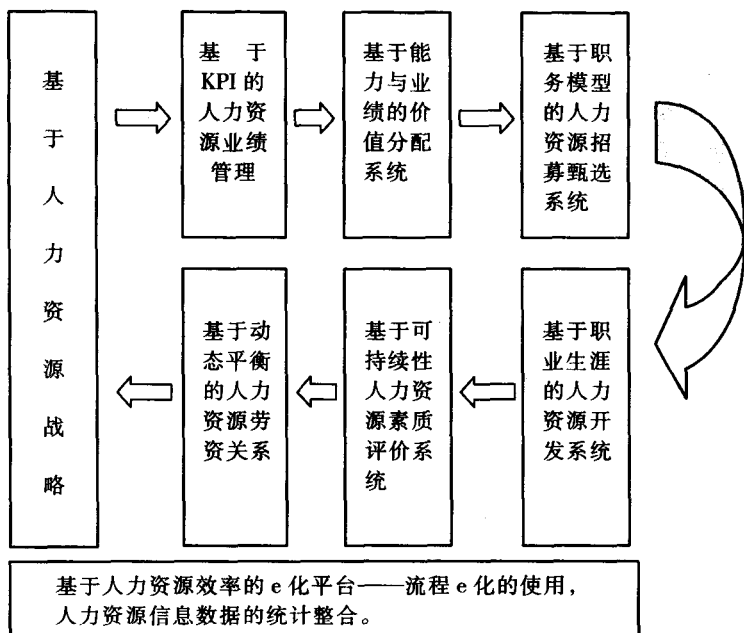 基
于
人
力
资
源
战
略
基于
KPI 的
人力资
源业绩
管理
基于能
力与业
绩的价
值分配
系统
基于职
务模型
的人力
资源招
募甄选
系统
基于动
态平衡
的人力
资源劳
资关系
基于可
持续性
人力资
源素质
评价系
统
基于职
业生涯
的人力
资源开
发系统
基于人力资源效率的 e 化平台——流程 e 化的使用，
人力资源信息数据的统计整合。